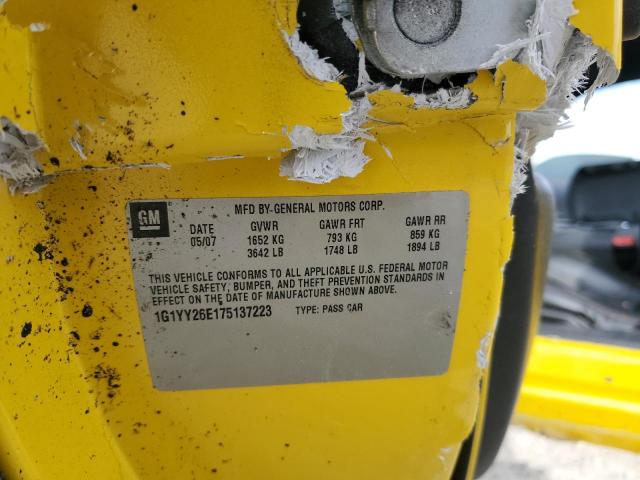 GM
MFD BY-GENERAL MOTORS CORP.
DATE GVWR GAWR FRT GAWR RR
05/07 1652 KG 793 KG 859 KG
3642 LB 1748 LB 1894 LB
THIS VEHICLE CONFORMS TO ALL APPLICABLE U.S. FEDERAL MOTOR
VEHICLE SAFETY, BUMPER, AND THEFT PREVENTION STANDARDS IN
EFFECT ON THE DATE OF MANUFACTURE SHOWN ABOVE.
1G1YY26E175137223 TYPE: PASS CAR